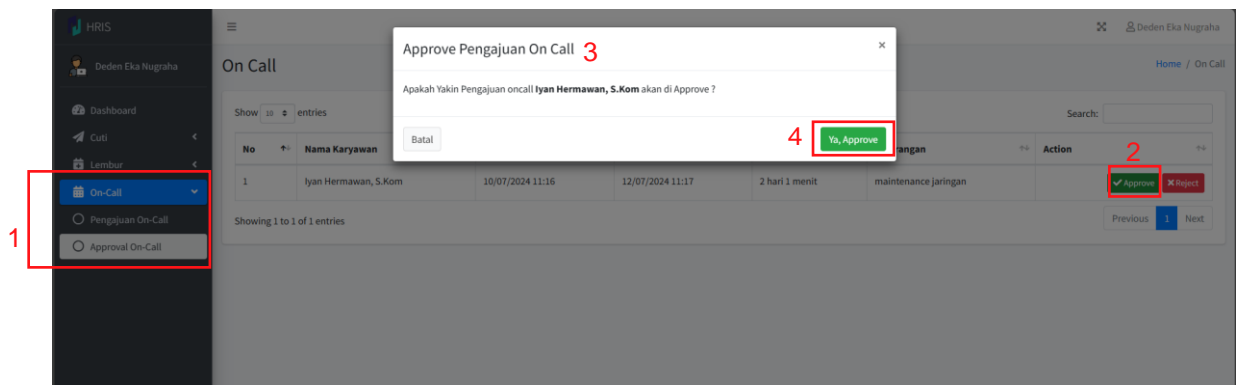 HRIS
Deden Eka Nugraha
Deden Eka Nugraha
On Call
Home / On Call
Dashboard
Cuti
Lembur
On-Call
Pengajuan On-Call
Approval On-Call
1
Approve Pengajuan On Call 3
×
Apakah Yakin Pengajuan oncall Iyan Hermawan, S.Kom akan di Approve ?
Batal
4 Ya, Approve
Show 10 entries
Search:
No Nama Karyawan rangan Action 2
1 Iyan Hermawan, S.Kom 10/07/2024 11:16 12/07/2024 11:17 2 hari 1 menit maintenance jaringan Approve Reject
Showing 1 to 1 of 1 entries
Previous 1 Next